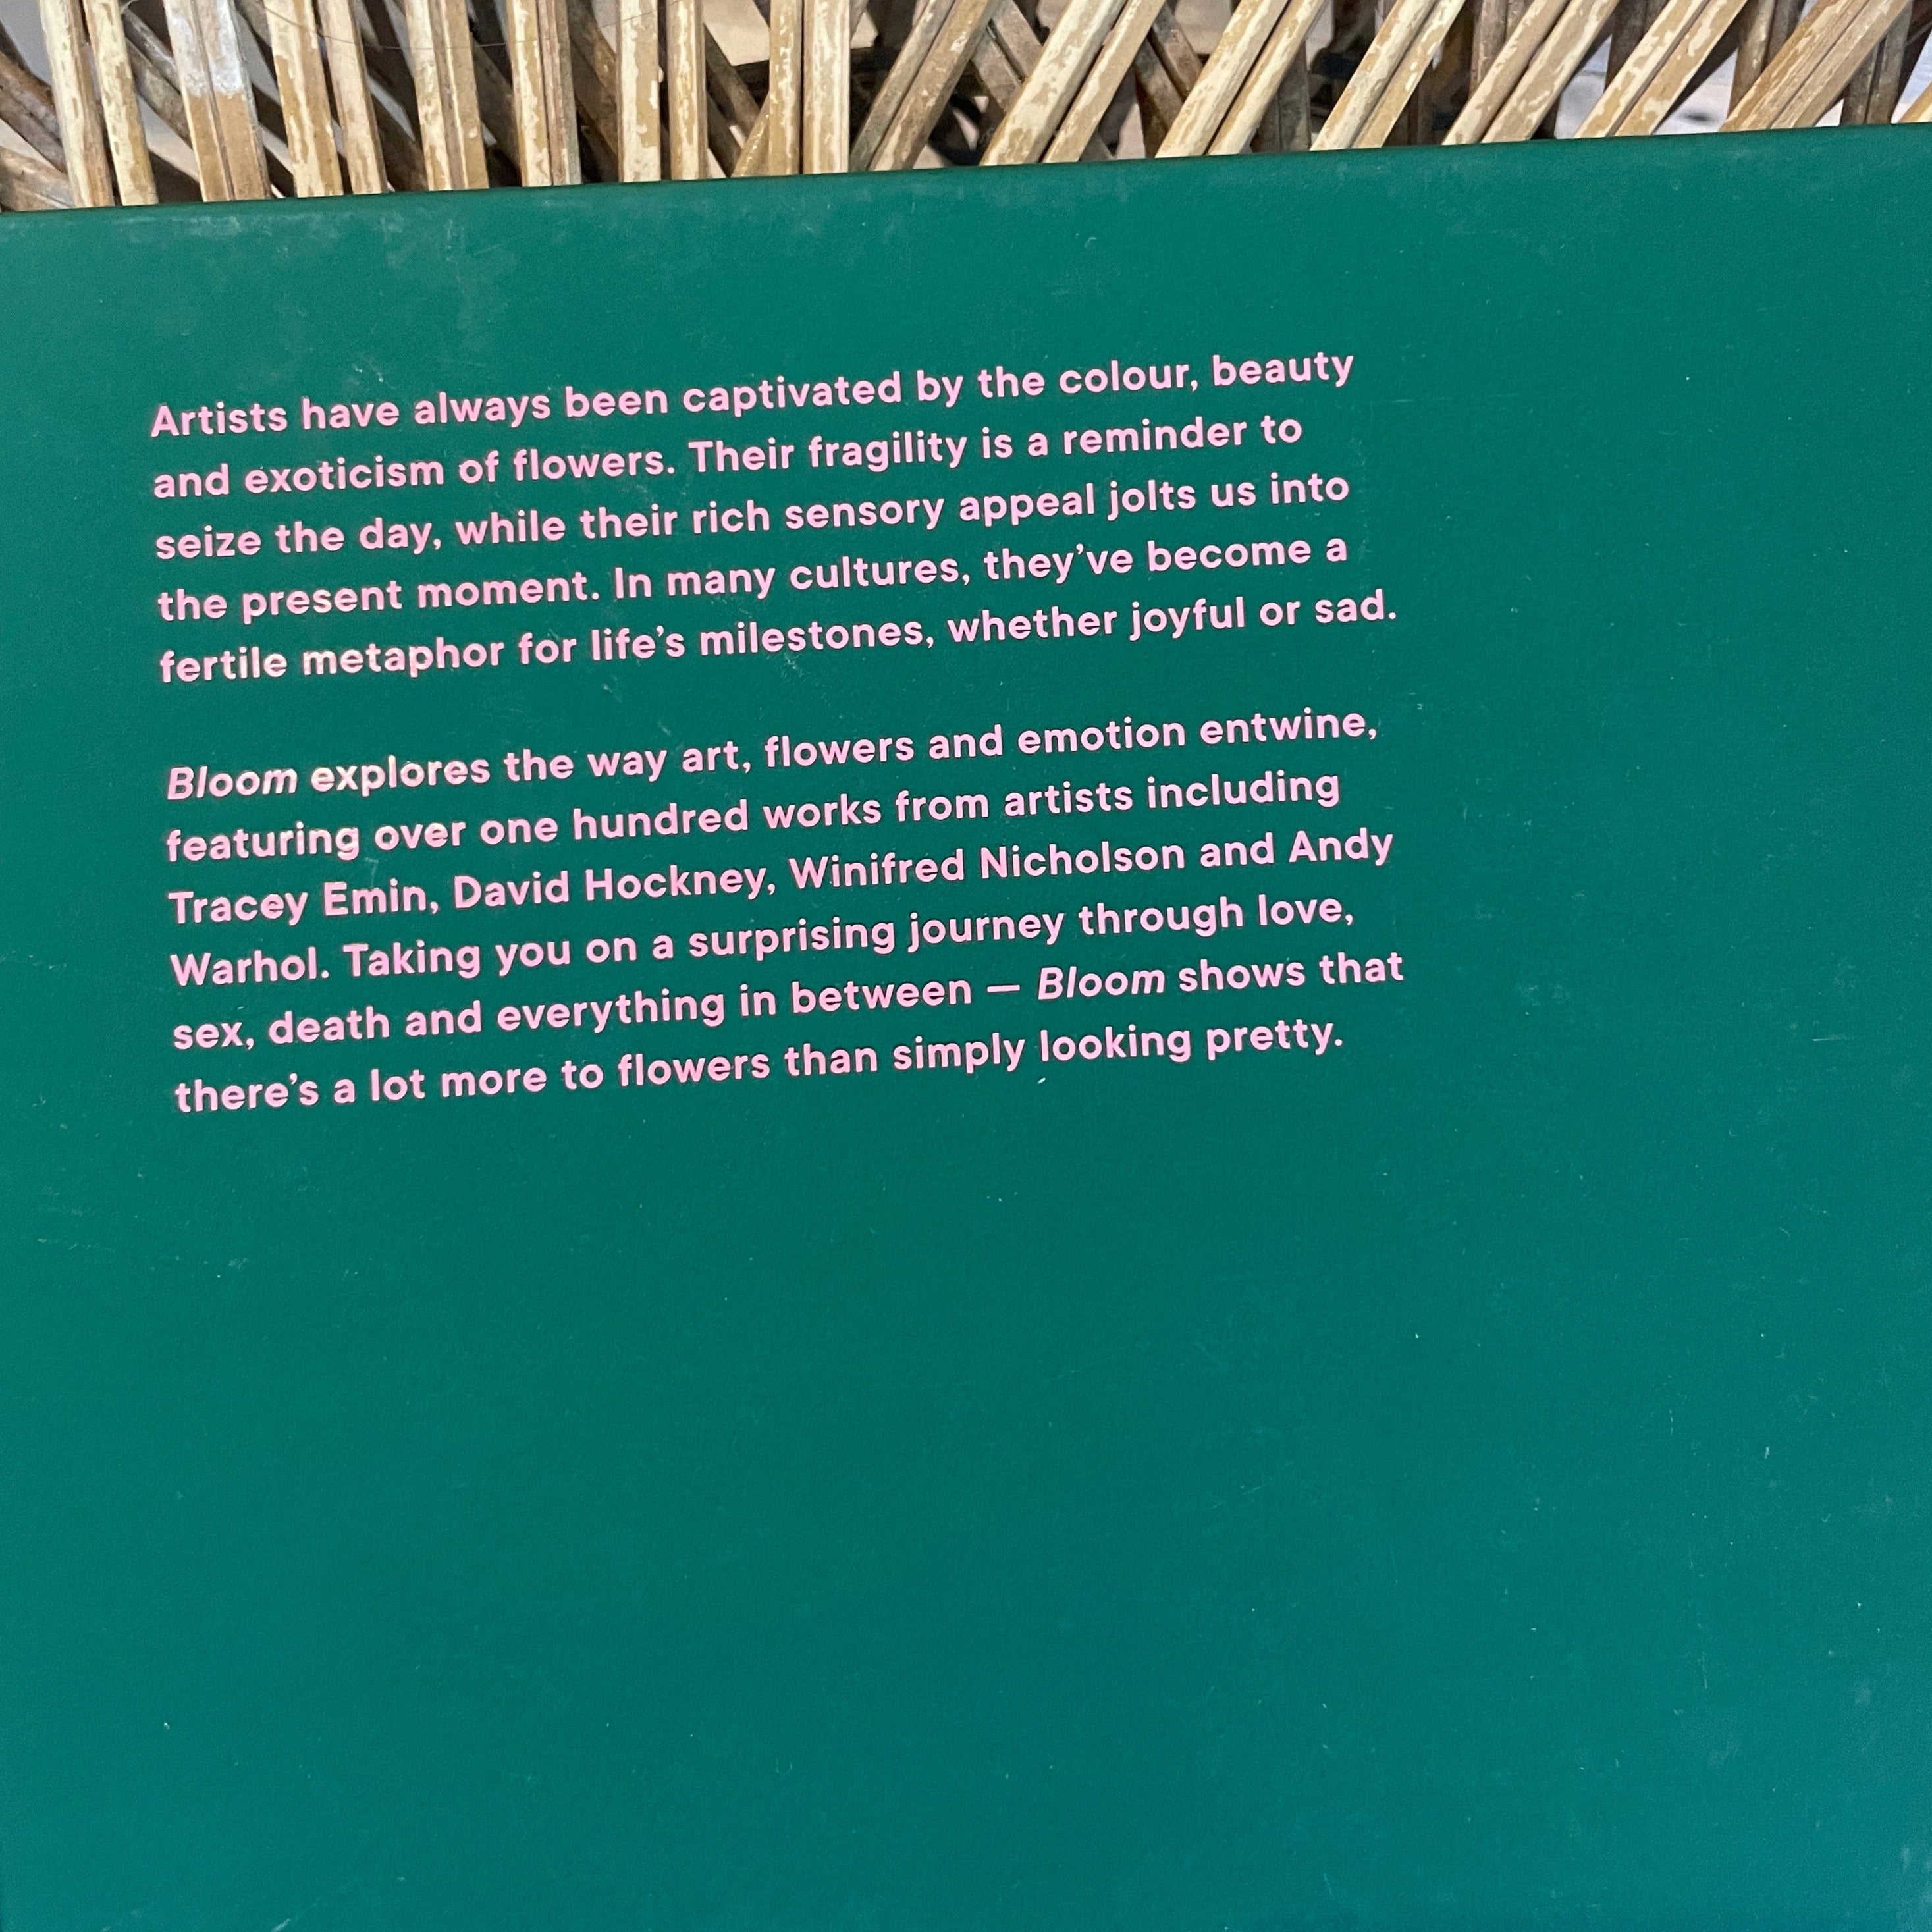 Artists have always been captivated by the colour, beauty
and exoticism of flowers. Their fragility is a reminder to
seize the day, while their rich sensory appeal jolts us into
the present moment. In many cultures, they’ve become a
fertile metaphor for life’s milestones, whether joyful or sad.
Bloom explores the way art, flowers and emotion entwine,
featuring over one hundred works from artists including
Tracey Emin, David Hockney, Winifred Nicholson and Andy
Warhol. Taking you on a surprising journey through love,
sex, death and everything in between — Bloom shows that
there’s a lot more to flowers than simply looking pretty.